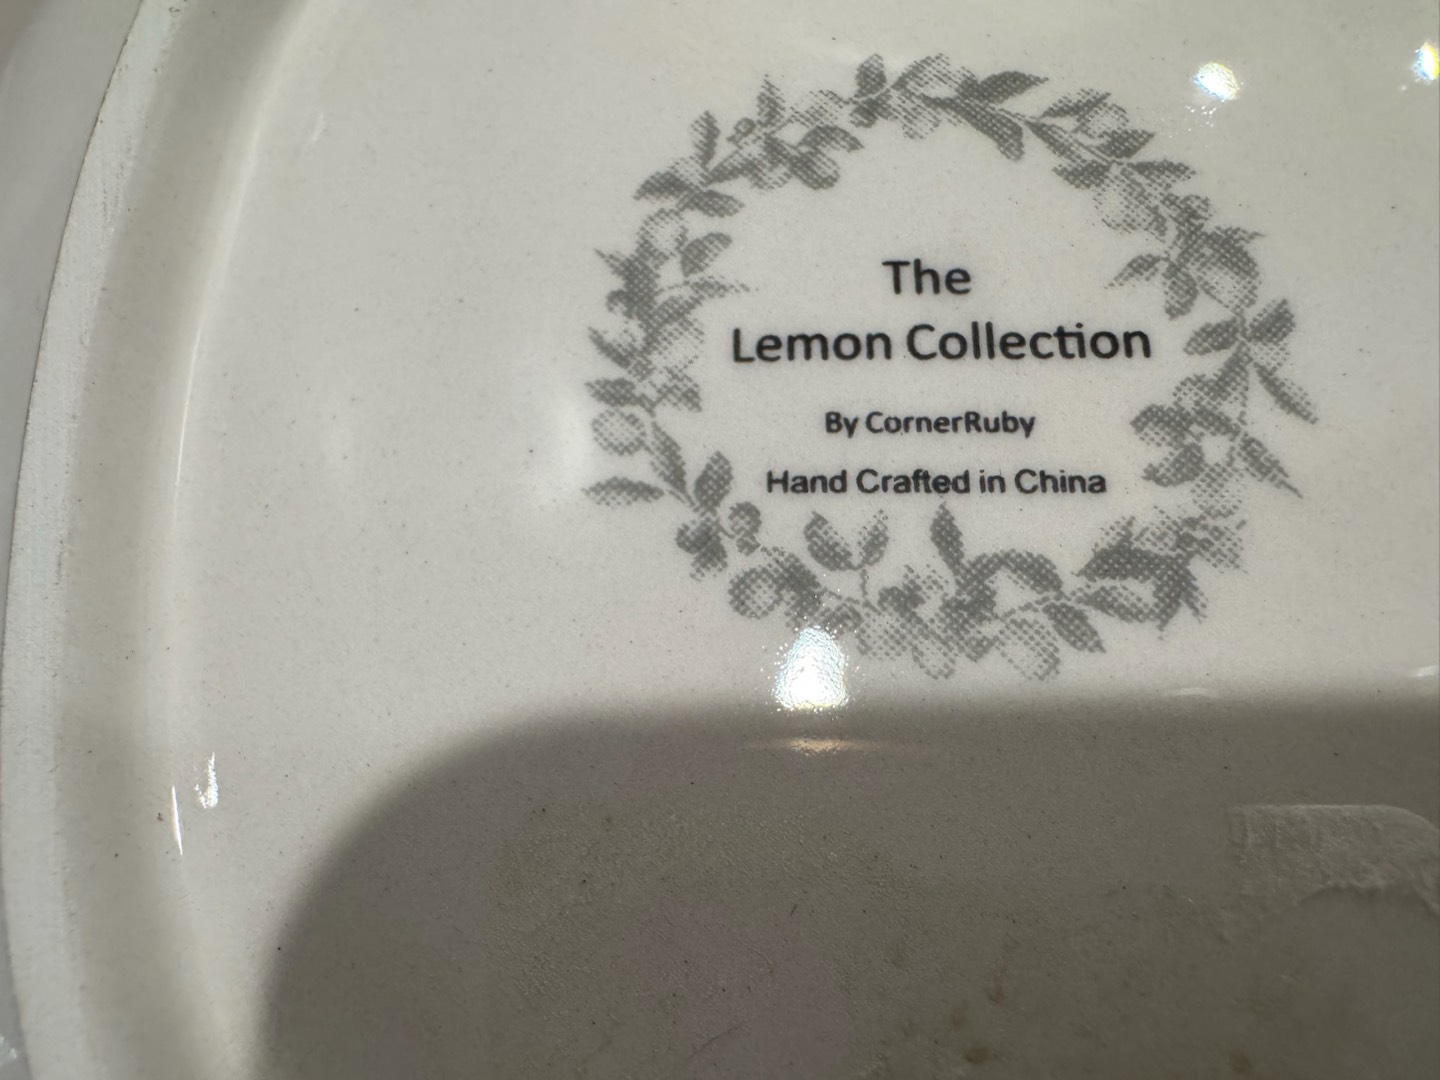 The
Lemon Collection
By CornerRuby
Hand Crafted in China